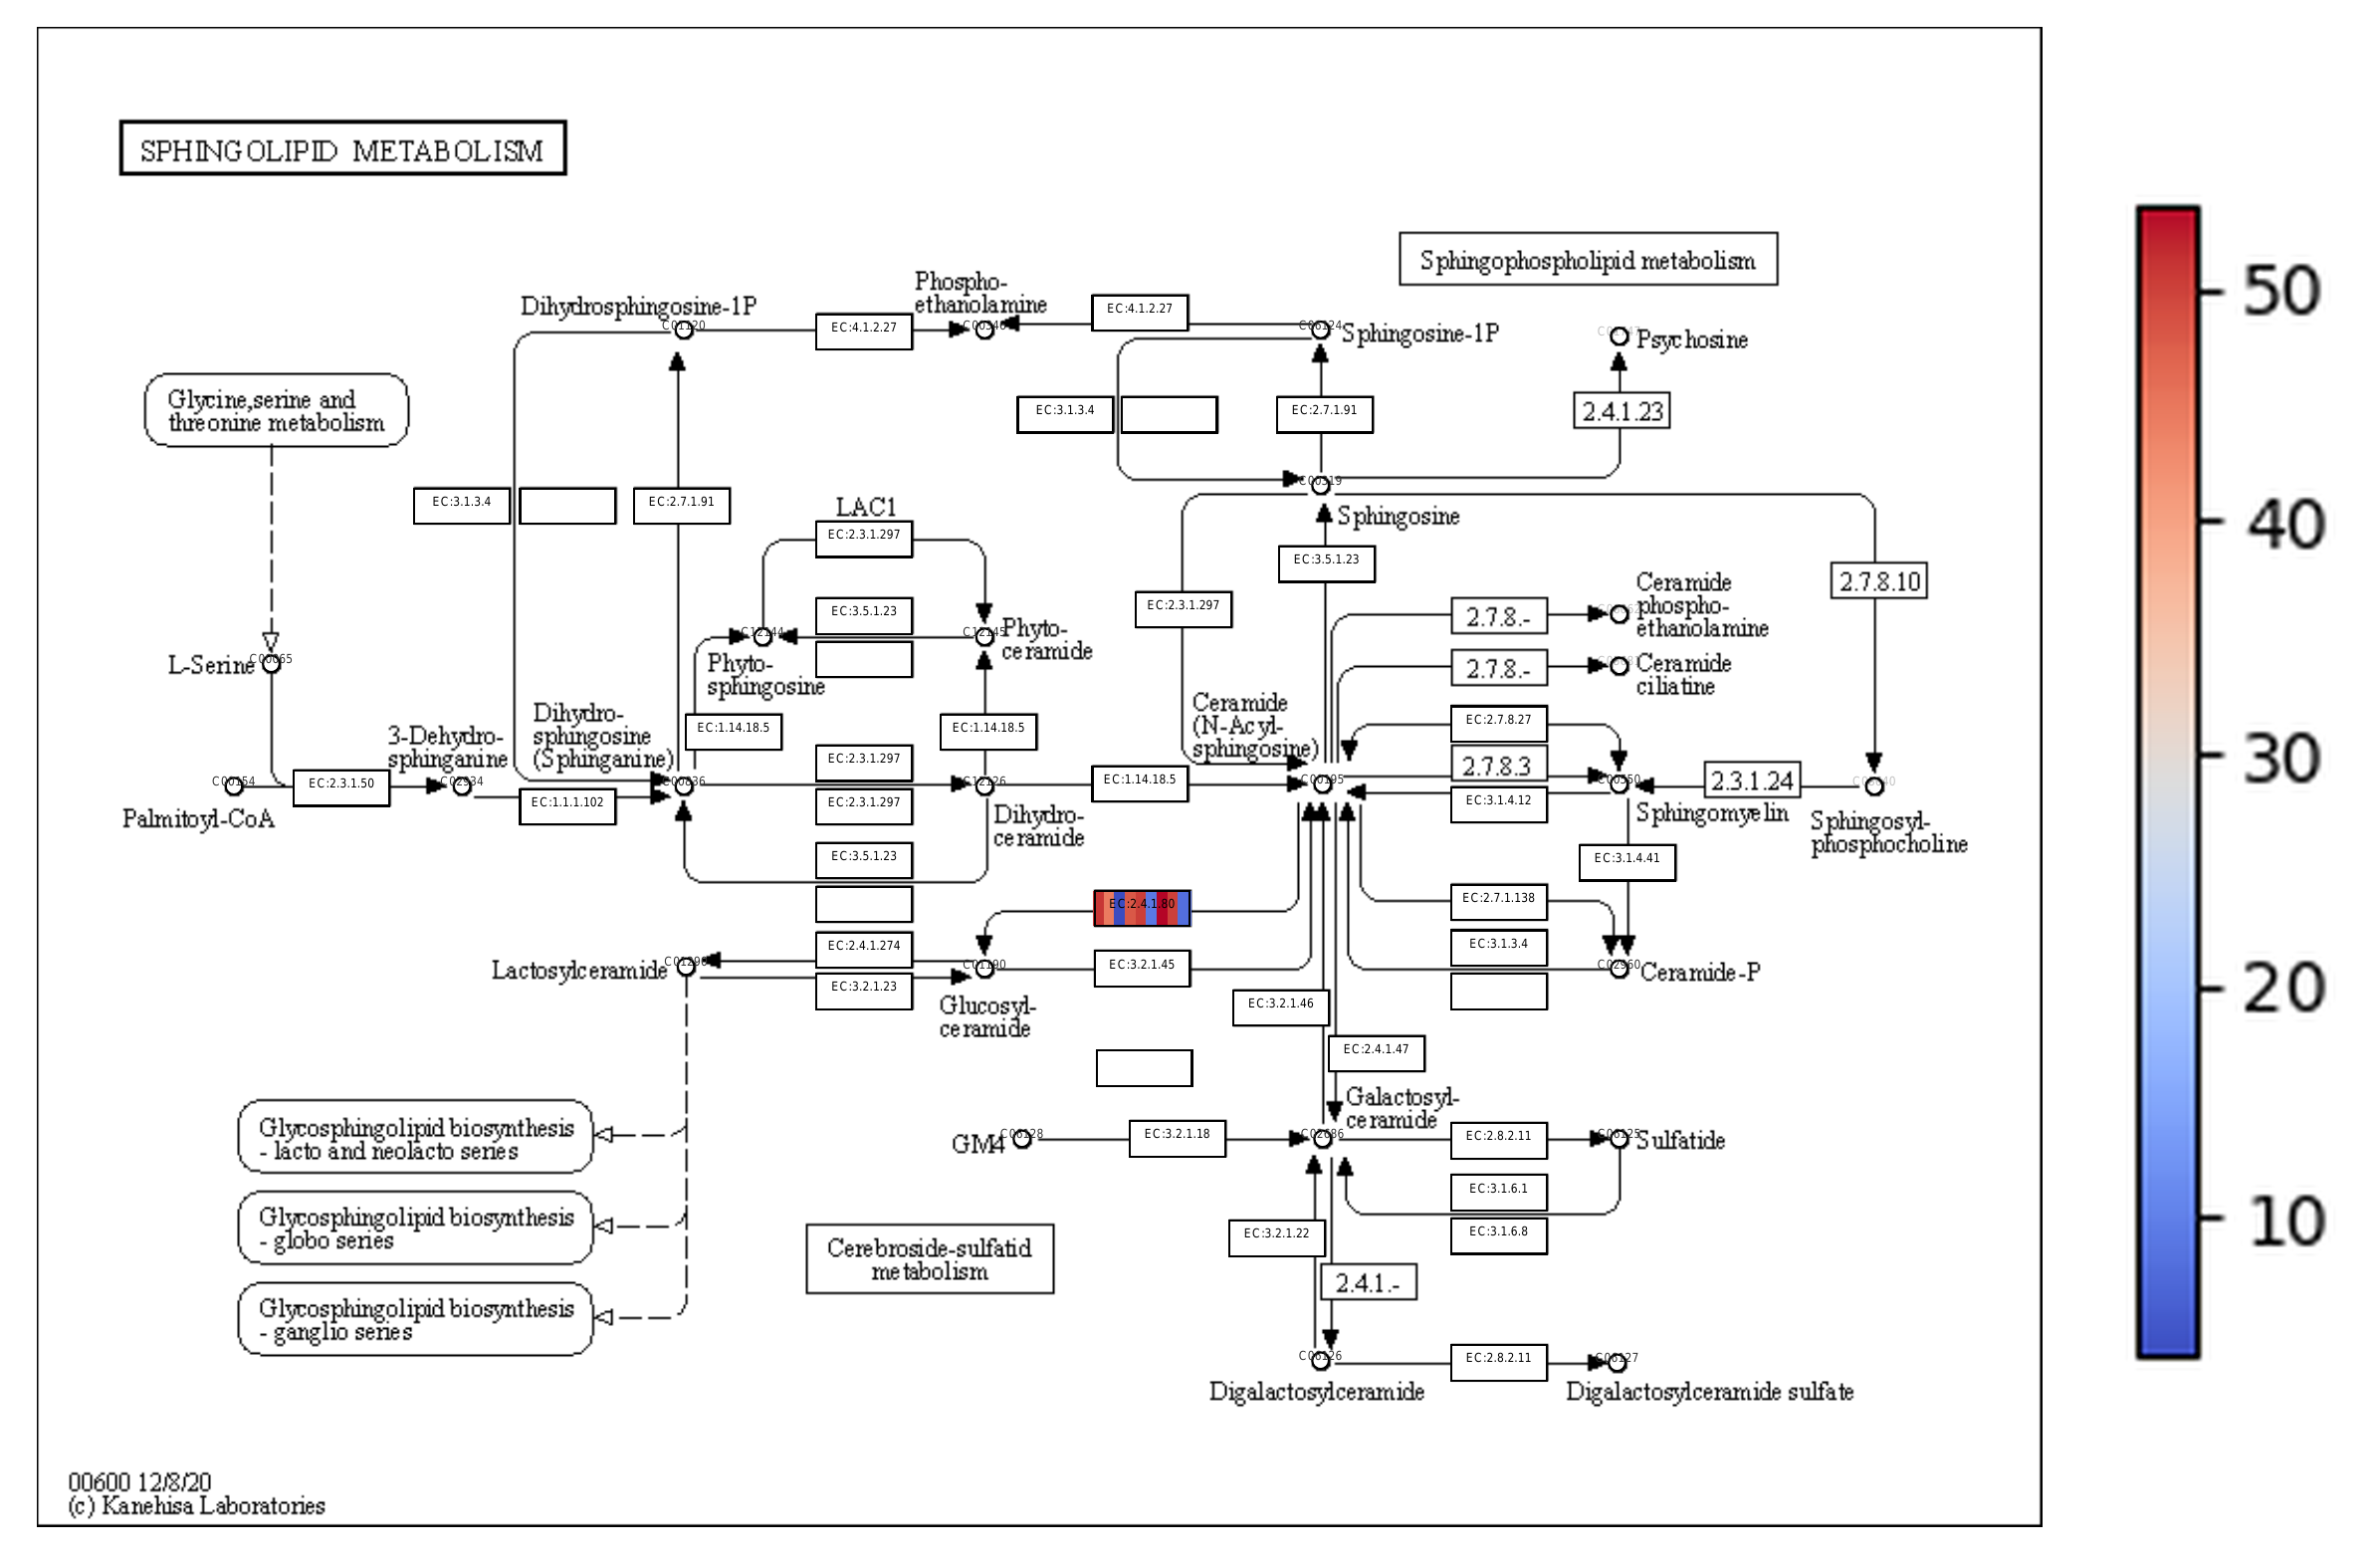 SPHINGOLIPID METABOLISM
Sphingophospholipid metabolism
50
40
30
20
10
Dihydrosphingosine-1P
C01120
EC:4.1.2.27
Phospho-
ethanolamine
EC:4.1.2.27
C06124
Sphingosine-1P
Psychosine
Glycine,serine and
threonine metabolism
EC:3.1.3.4
EC:2.7.1.91
2.4.1.23
EC:3.1.3.4
EC:2.7.1.91
LAC1
EC:2.3.1.297
C00319
Sphingosine
EC:3.5.1.23
2.7.8.10
EC:2.3.1.297
EC:3.5.1.23
C12144
Phyto-
sphingosine
C12145
Phyto-
ceramide
2.7.8.-
Ceramide
phospho-
ethanolamine
2.7.8.-
Ceramide
ciliatine
L-Serine
C00065
EC:1.14.18.5
EC:1.14.18.5
Ceramide
(N-Acyl-
sphingosine)
EC:2.7.8.27
3-Dehydro-
sphinganine
Dihydro-
sphingosine
(Sphinganine)
EC:2.3.1.297
2.7.8.3
C00154
Palmitoyl-CoA
EC:2.3.1.50
C02934
EC:1.1.1.102
C00836
EC:2.3.1.297
C12126
Dihydro-
ceramide
EC:1.14.18.5
C00195
EC:3.1.4.12
C00550
Sphingomyelin
2.3.1.24
Sphingosyl-
phosphocholine
EC:3.5.1.23
EC:3.1.4.41
EC:2.4.1.80
EC:2.7.1.138
Lactosylceramide
EC:2.4.1.274
EC:3.2.1.23
C01190
Glucosyl-
ceramide
EC:3.2.1.45
EC:3.1.3.4
C02960
Ceramide-P
EC:3.2.1.46
EC:2.4.1.47
Galactosyl-
ceramide
GM4
C06128
EC:3.2.1.18
C02686
EC:2.8.2.11
C06125
Sulfatide
EC:3.1.6.1
EC:3.1.6.8
Glycosphingolipid biosynthesis
- lacto and neolacto series
Glycosphingolipid biosynthesis
- globo series
Glycosphingolipid biosynthesis
- ganglio series
Cerebroside-sulfatid
metabolism
EC:3.2.1.22
2.4.1.-
C06126
Digalactosylceramide
EC:2.8.2.11
C06127
Digalactosylceramide sulfate
00600 12/8/20
(c) Kanehisa Laboratories